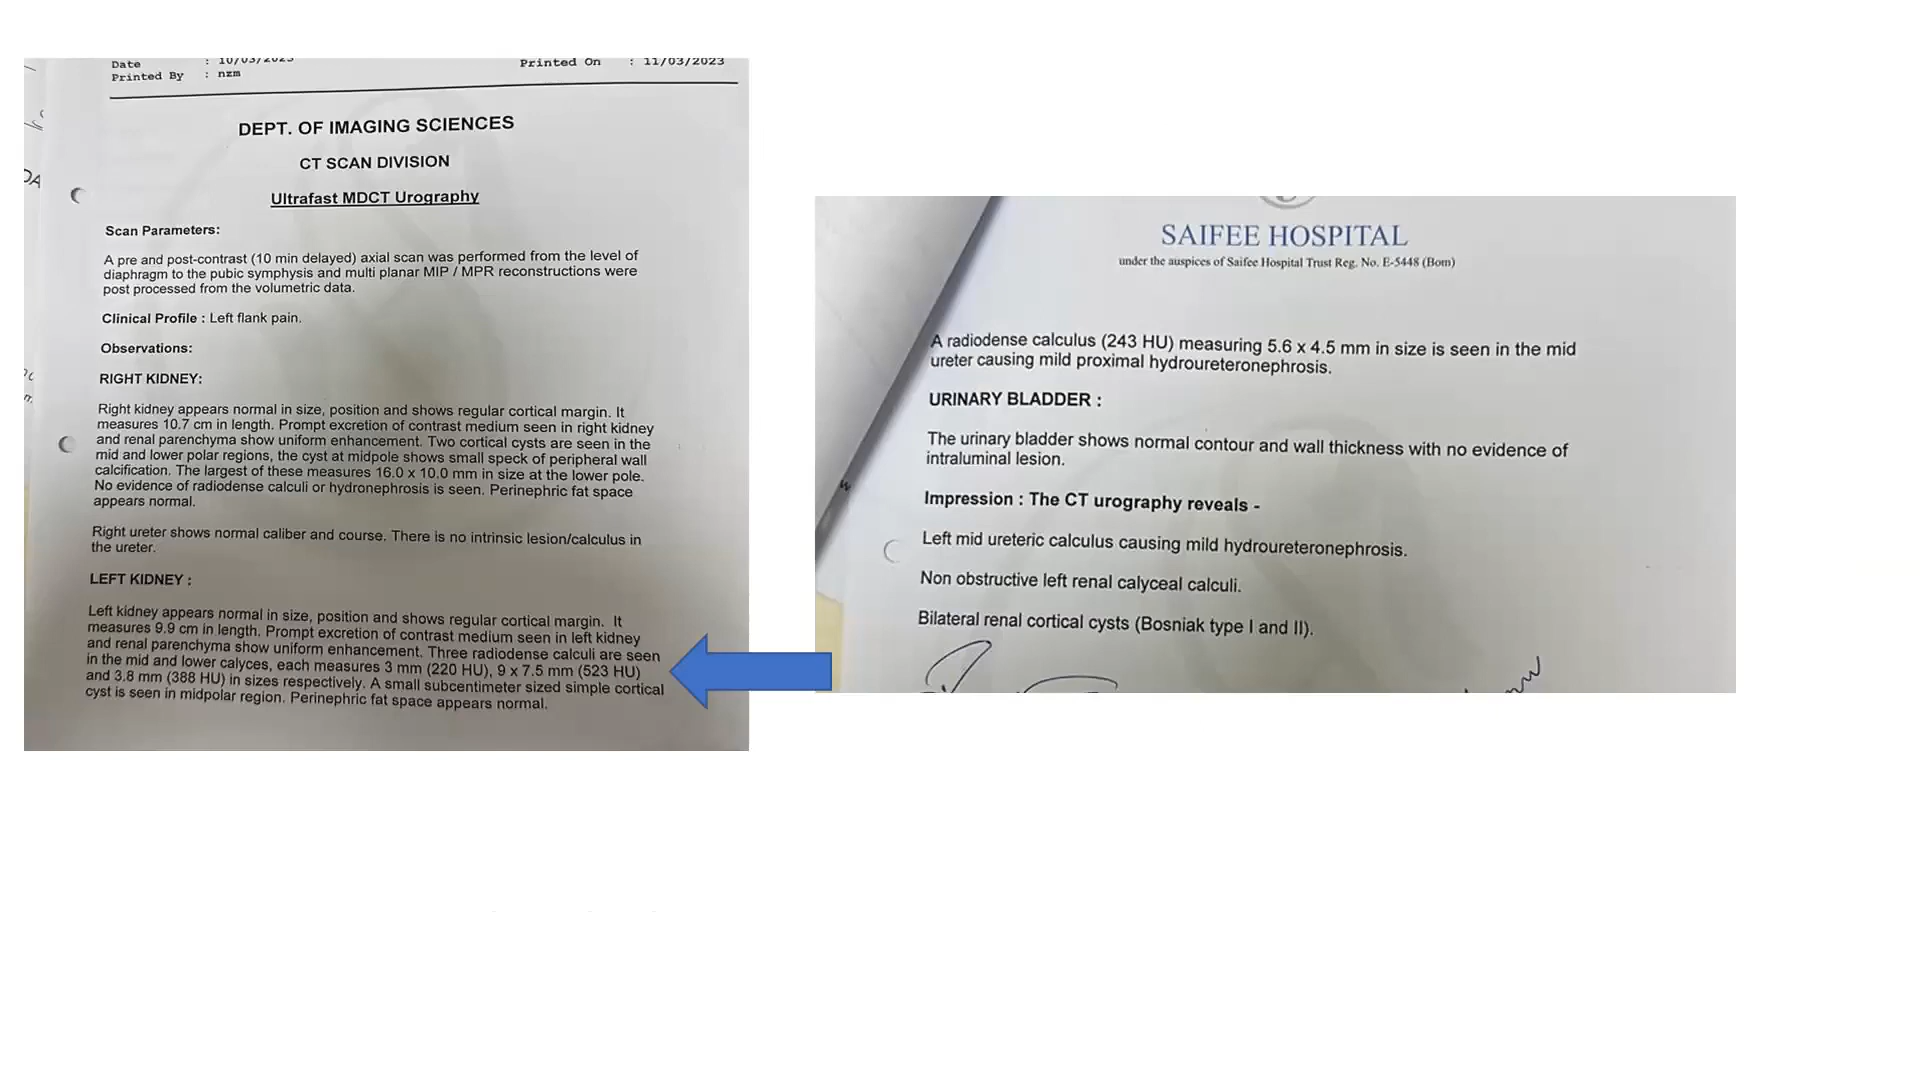 Date : 10/03/2023
Printed On : 11/03/2023
Printed By : nzm
DEPT. OF IMAGING SCIENCES
CT SCAN DIVISION
Ultrafast MDCT Urography
Scan Parameters:
A pre and post-contrast (10 min delayed) axial scan was performed from the level of
diaphragm to the pubic symphysis and multi planar MIP / MPR reconstructions were
post processed from the volumetric data.
Clinical Profile : Left flank pain.
Observations:
RIGHT KIDNEY:
Right kidney appears normal in size, position and shows regular cortical margin. It
measures 10.7 cm in length. Prompt excretion of contrast medium seen in right kidney
and renal parenchyma show uniform enhancement. Two cortical cysts are seen in the
mid and lower polar regions, the cyst at midpole shows small speck of peripheral wall
calcification. The largest of these measures 16.0 x 10.0 mm in size at the lower pole.
No evidence of radiodense calculi or hydronephrosis is seen. Perinephric fat space
appears normal.
Right ureter shows normal caliber and course. There is no intrinsic lesion/calculus in
the ureter.
LEFT KIDNEY :
Left kidney appears normal in size, position and shows regular cortical margin. It
measures 9.9 cm in length. Prompt excretion of contrast medium seen in left kidney
and renal parenchyma show uniform enhancement. Three radiodense calculi are seen
in the mid and lower calyces, each measures 3 mm (220 HU), 9 x 7.5 mm (523 HU)
and 3.8 mm (388 HU) in sizes respectively. A small subcentimeter sized simple cortical
cyst is seen in midpolar region. Perinephric fat space appears normal.
SAIFEE HOSPITAL
under the auspices of Saifee Hospital Trust Reg. No. E-5448 (Bom)
A radiodense calculus (243 HU) measuring 5.6 x 4.5 mm in size is seen in the mid
ureter causing mild proximal hydroureteronephrosis.
URINARY BLADDER :
The urinary bladder shows normal contour and wall thickness with no evidence of
intraluminal lesion.
Impression : The CT urography reveals -
Left mid ureteric calculus causing mild hydroureteronephrosis.
Non obstructive left renal calyceal calculi.
Bilateral renal cortical cysts (Bosniak type I and II).